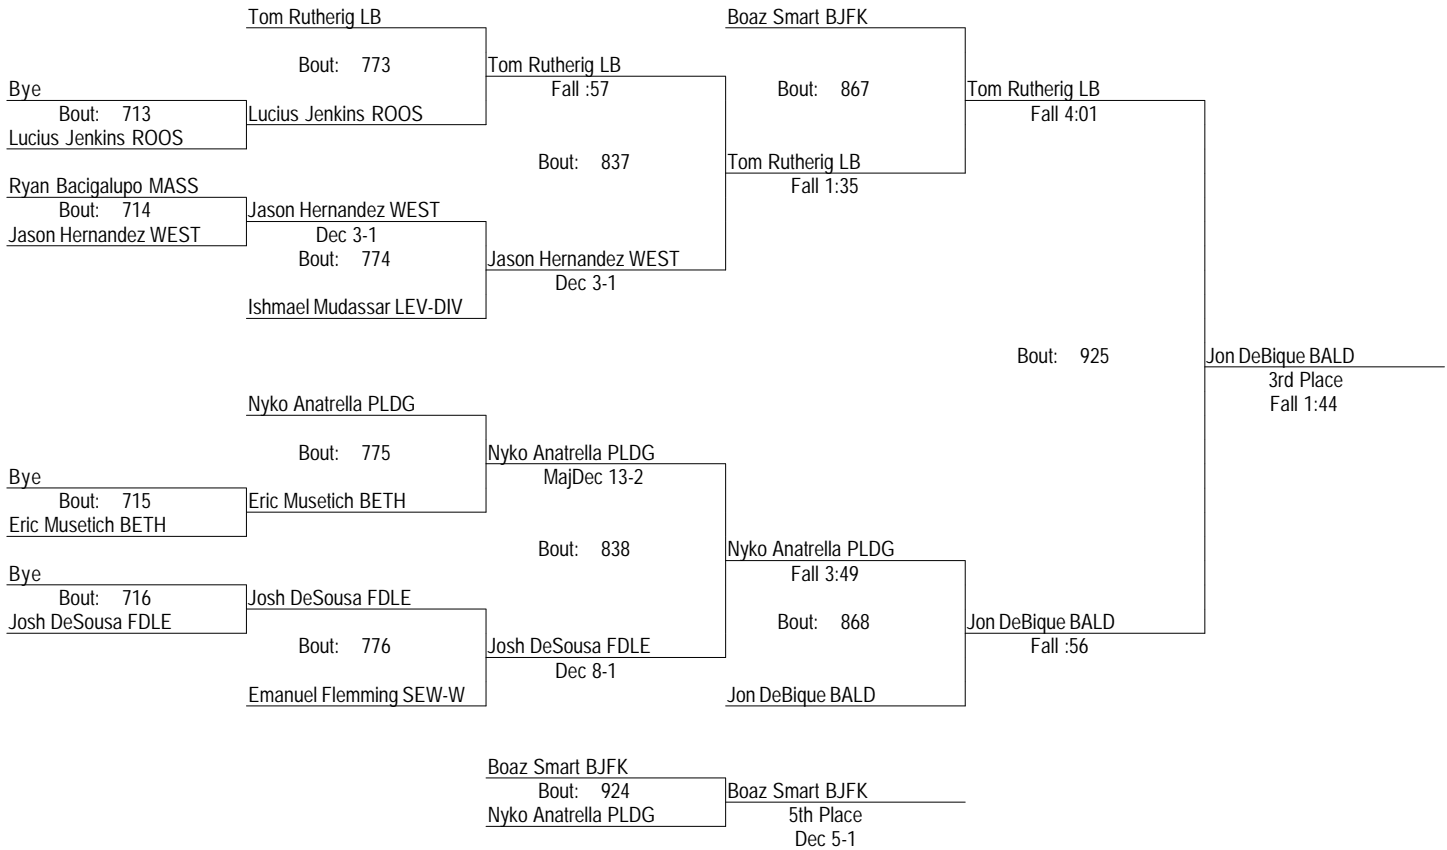 Tom Rutherig LB
Boaz Smart BJFK
Bout: 773
Tom Rutherig LB
Fall :57
Bout: 867
Tom Rutherig LB
Fall 4:01
Bye
Bout: 713
Lucius Jenkins ROOS
Lucius Jenkins ROOS
Bout: 837
Tom Rutherig LB
Fall 1:35
Ryan Bacigalupo MASS
Bout: 714
Jason Hernandez WEST
Jason Hernandez WEST
Dec 3-1
Bout: 774
Jason Hernandez WEST
Dec 3-1
Ishmael Mudassar LEV-DIV
Bout: 925
Jon DeBique BALD
3rd Place
Fall 1:44
Nyko Anatrella PLDG
Bout: 775
Nyko Anatrella PLDG
MajDec 13-2
Bye
Bout: 715
Eric Musetich BETH
Eric Musetich BETH
Bout: 838
Nyko Anatrella PLDG
Fall 3:49
Bye
Bout: 716
Josh DeSousa FDLE
Josh DeSousa FDLE
Bout: 776
Josh DeSousa FDLE
Dec 8-1
Bout: 868
Jon DeBique BALD
Fall :56
Emanuel Flemming SEW-W
Jon DeBique BALD
Boaz Smart BJFK
Bout: 924
Nyko Anatrella PLDG
Boaz Smart BJFK
5th Place
Dec 5-1